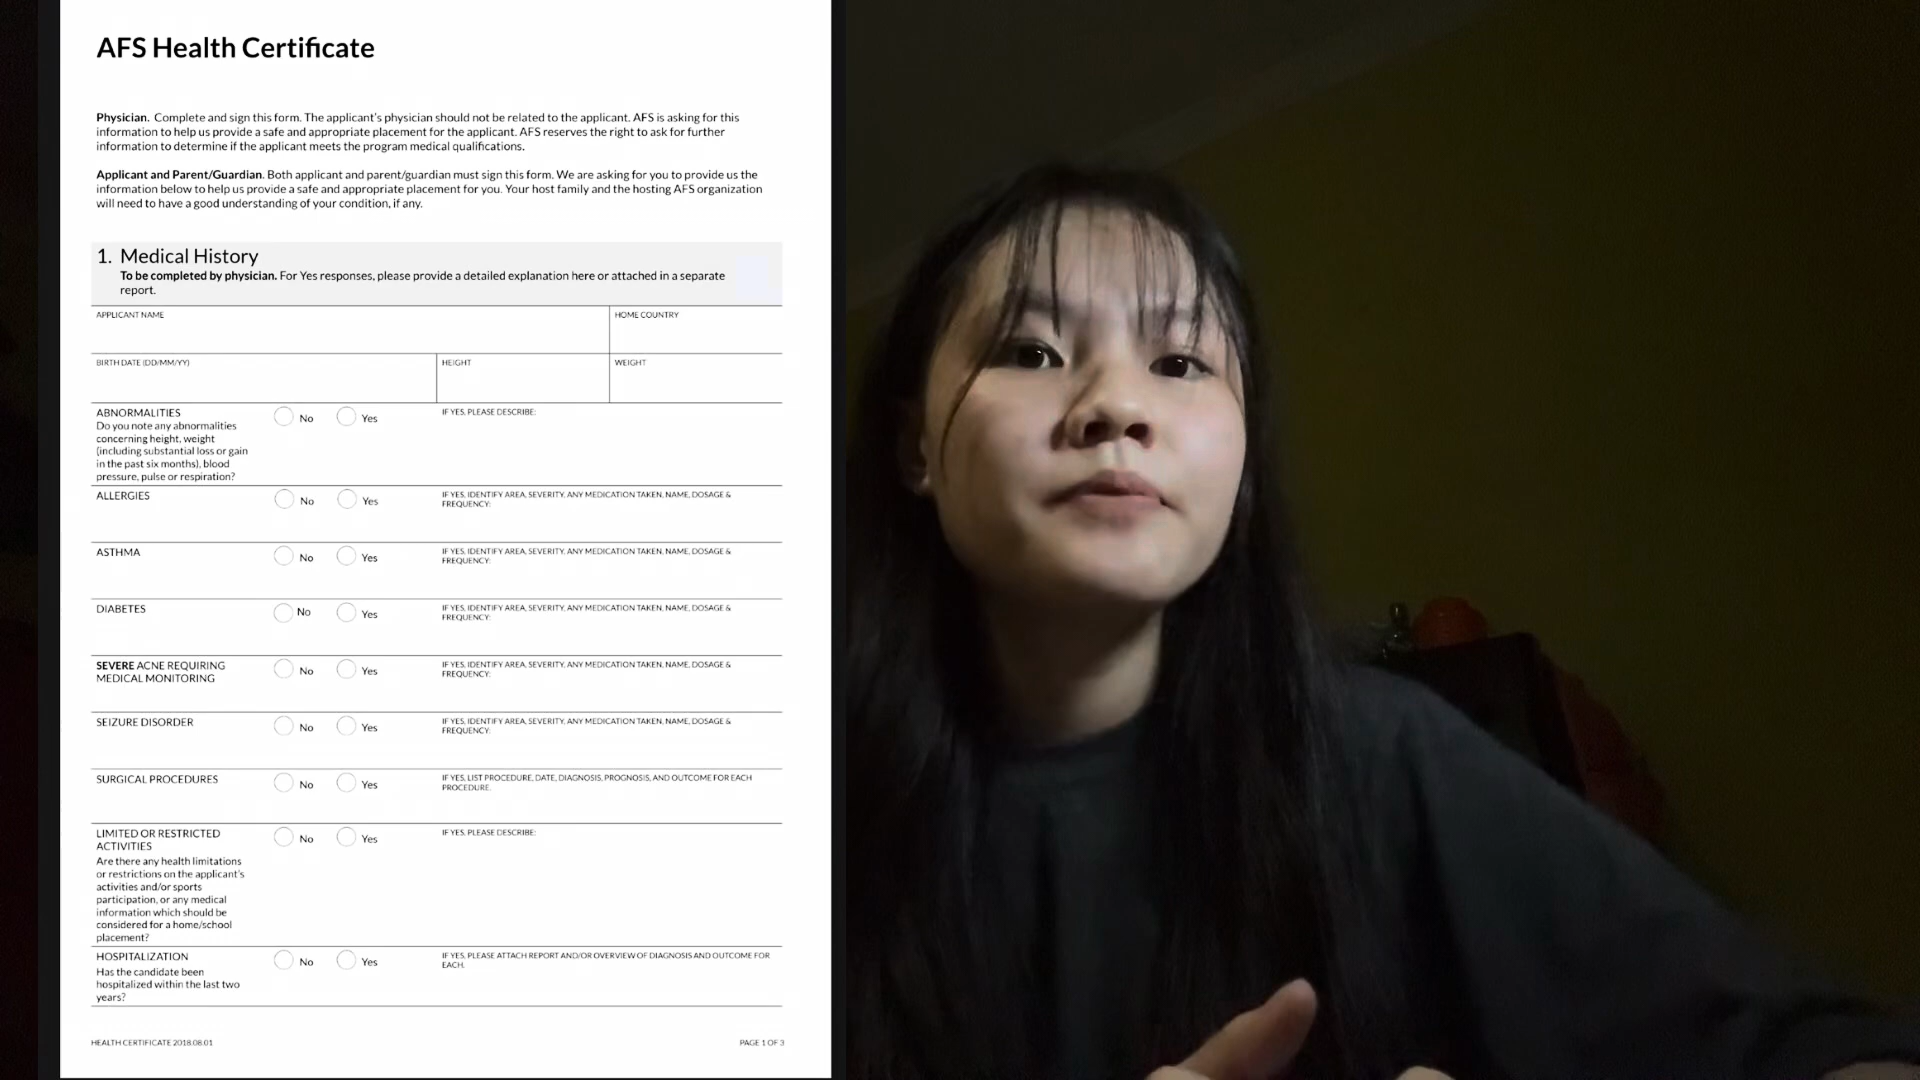 AFS Health Certificate
Physician. Complete and sign this form. The applicant's physician should not be related to the applicant. AFS is asking for this
information to help us provide a safe and appropriate placement for the applicant. AFS reserves the right to ask for further
information to determine if the applicant meets the program medical qualifications.
Applicant and Parent/Guardian. Both applicant and parent/guardian must sign this form. We are asking for you to provide us the
information below to help us provide a safe and appropriate placement for you. Your host family and the hosting AFS organization
will need to have a good understanding of your condition, if any.
1. Medical History
To be completed by physician. For Yes responses, please provide a detailed explanation here or attached in a separate
report.
APPLICANT NAME
HOME COUNTRY
BIRTH DATE (DD/MM/YY)
HEIGHT
WEIGHT
ABNORMALITIES
Do you note any abnormalities
concerning height, weight
(including substantial loss or gain
in the past six months), blood
pressure, pulse or respiration?
No Yes
IF YES, PLEASE DESCRIBE:
ALLERGIES
No Yes
IF YES, IDENTIFY AREA, SEVERITY, ANY MEDICATION TAKEN, NAME, DOSAGE &
FREQUENCY:
ASTHMA
No Yes
IF YES, IDENTIFY AREA, SEVERITY, ANY MEDICATION TAKEN, NAME, DOSAGE &
FREQUENCY:
DIABETES
No Yes
IF YES, IDENTIFY AREA, SEVERITY, ANY MEDICATION TAKEN, NAME, DOSAGE &
FREQUENCY:
SEVERE ACNE REQUIRING
MEDICAL MONITORING
No Yes
IF YES, IDENTIFY AREA, SEVERITY, ANY MEDICATION TAKEN, NAME, DOSAGE &
FREQUENCY:
SEIZURE DISORDER
No Yes
IF YES, IDENTIFY AREA, SEVERITY, ANY MEDICATION TAKEN, NAME, DOSAGE &
FREQUENCY:
SURGICAL PROCEDURES
No Yes
IF YES, LIST PROCEDURE, DATE, DIAGNOSIS, PROGNOSIS, AND OUTCOME FOR EACH
PROCEDURE.
LIMITED OR RESTRICTED
ACTIVITIES
Are there any health limitations
or restrictions on the applicant's
activities and/or sports
participation, or any medical
information which should be
considered for a home/school
placement?
No Yes
IF YES, PLEASE DESCRIBE:
HOSPITALIZATION
Has the candidate been
hospitalized within the last two
years?
No Yes
IF YES, PLEASE ATTACH REPORT AND/OR OVERVIEW OF DIAGNOSIS AND OUTCOME FOR
EACH.
HEALTH CERTIFICATE 2018.08.01
PAGE 1 OF 3